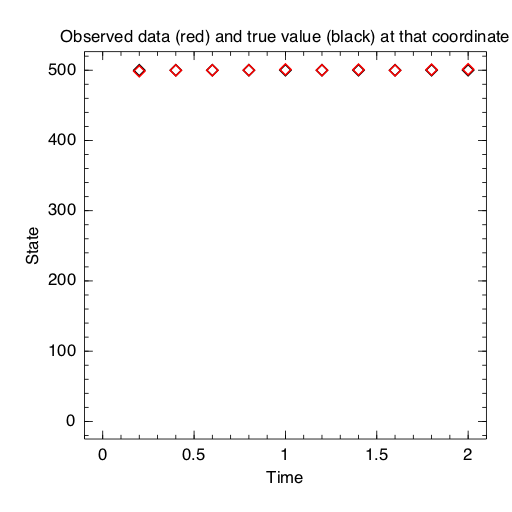 Observed data (red) and true value (black) at that coordinate
500
400
300
200
100
0
State
0 0.5 1 1.5 2
Time